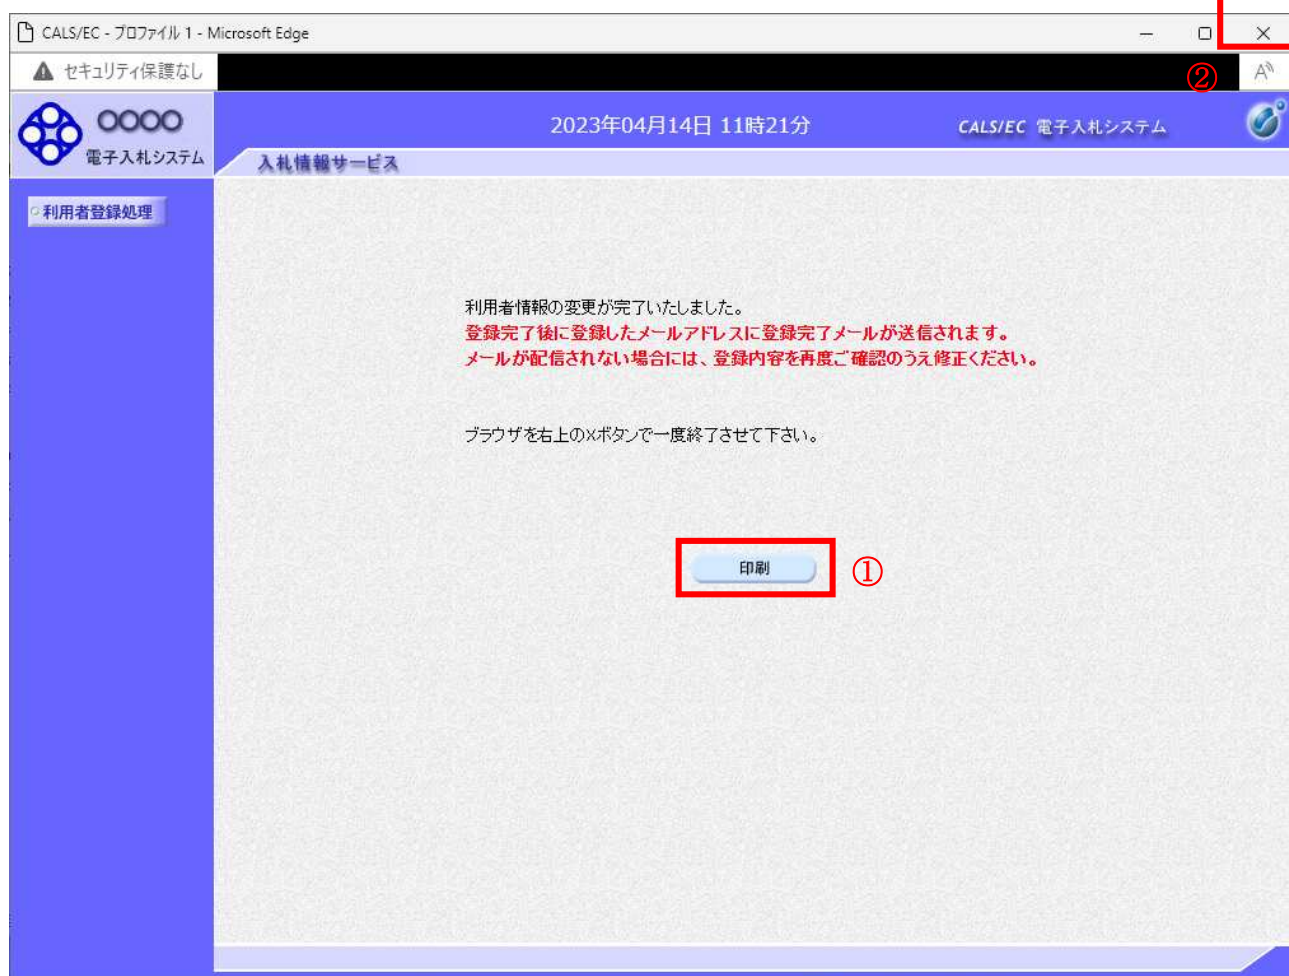 CALS/EC - プロファイル 1 - Microsoft Edge
セキュリティ保護なし
②
A
OOOO
電子入札システム
2023年04月14日 11時21分
CALS/EC 電子入札システム
入札情報サービス
利用者登録処理
利用者情報の変更が完了いたしました。
登録完了後に登録したメールアドレスに登録完了メールが送信されます。
メールが配信されない場合には、登録内容を再度ご確認のうえ修正ください。
ブラウザを右上のXボタンで一度終了させて下さい。
印刷
①